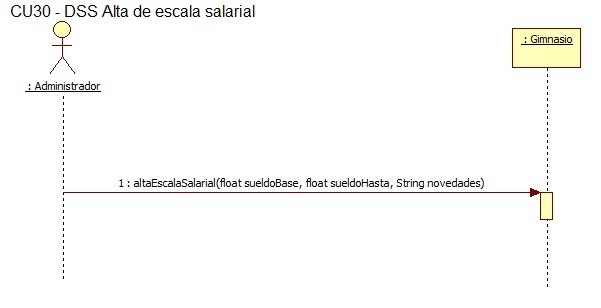 CU30 - DSS Alta de escala salarial
: Gimnasio
: Administrador
1 : altaEscalaSalarial(float sueldoBase, float sueldoHasta, String novedades)